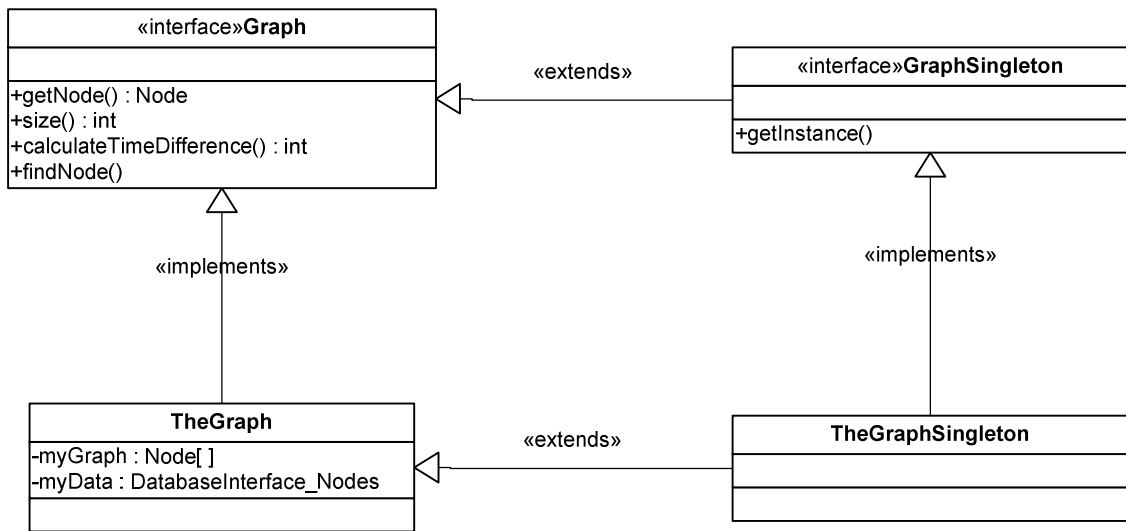 «interface»Graph
+getNode() : Node
+size() : int
+calculateTimeDifference() : int
+findNode()
«extends»
«interface»GraphSingleton
+getInstance()
«implements»
«implements»
TheGraph
-myGraph : Node[ ]
-myData : DatabaseInterface_Nodes
«extends»
TheGraphSingleton